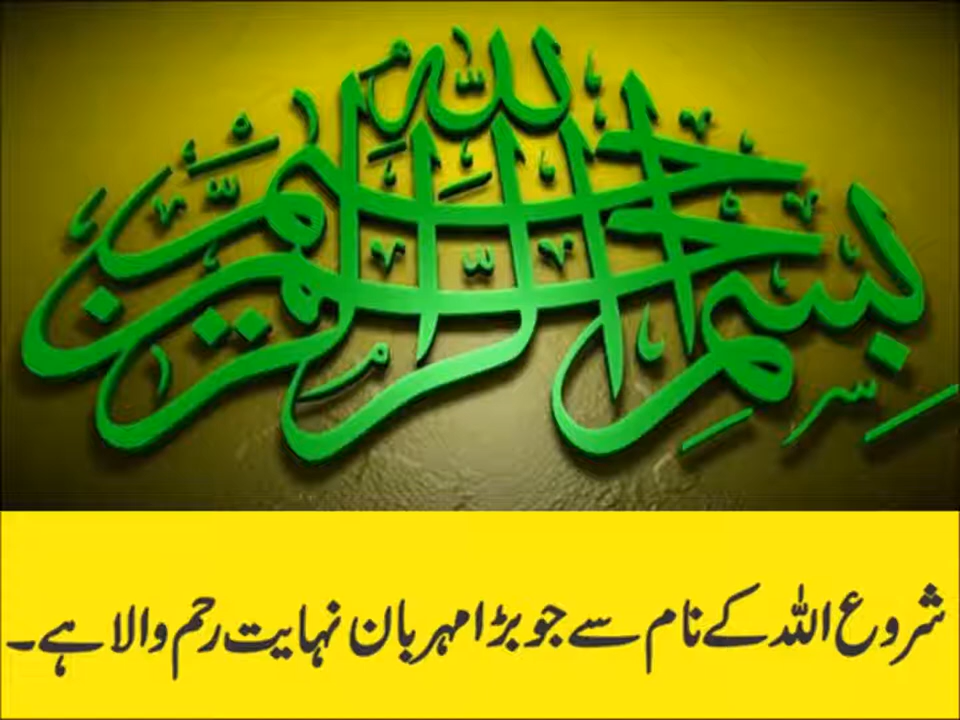 بِسْمِ اللّٰهِ الرَّحْمٰنِ الرَّحِيْمِ
شروع اللہ کے نام سے جو بڑا مہربان نہایت رحم والا ہے۔